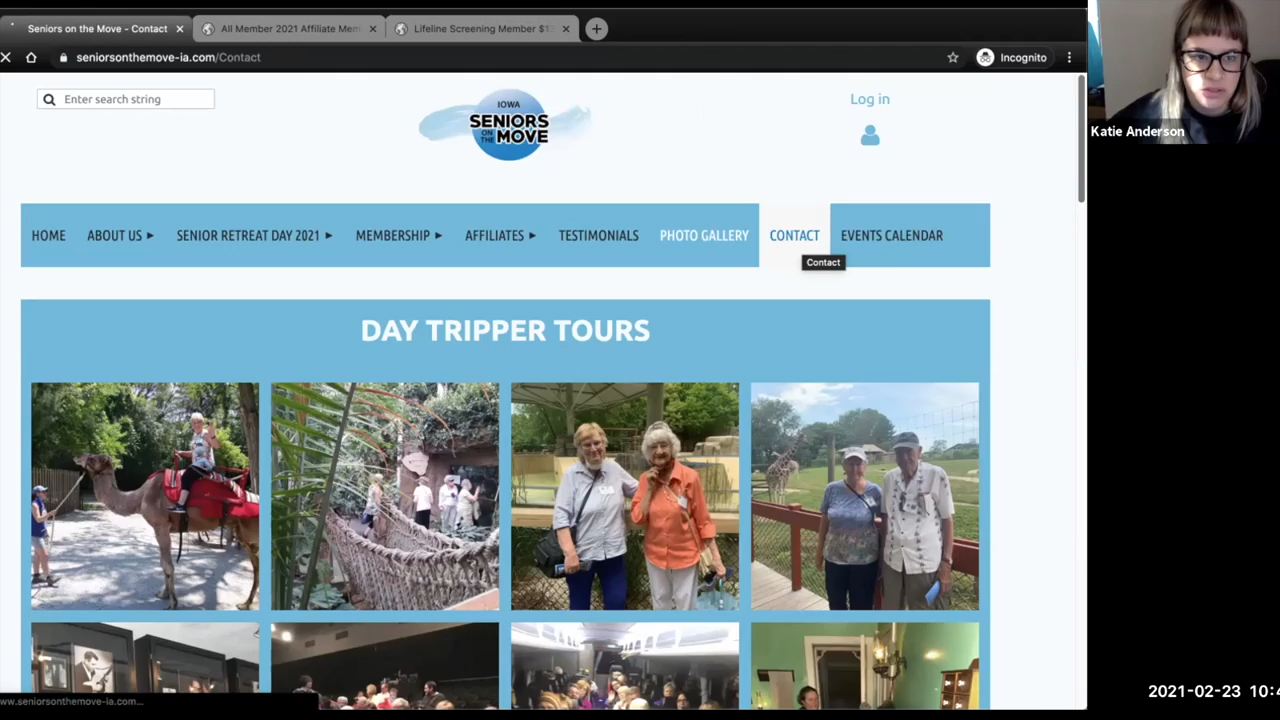 Seniors on the Move - Contact
All Member 2021 Affiliate Mem
Lifeline Screening Member $13
seniorsonthemove-ia.com/Contact
Incognito
Enter search string
IOWA
SENIORS
ON THE MOVE
Log in
HOME
ABOUT US
SENIOR RETREAT DAY 2021
MEMBERSHIP
AFFILIATES
TESTIMONIALS
PHOTO GALLERY
CONTACT
EVENTS CALENDAR
Contact
DAY TRIPPER TOURS
ww.seniorsonthemove-ia.com...
Katie Anderson
2021-02-23 10:4